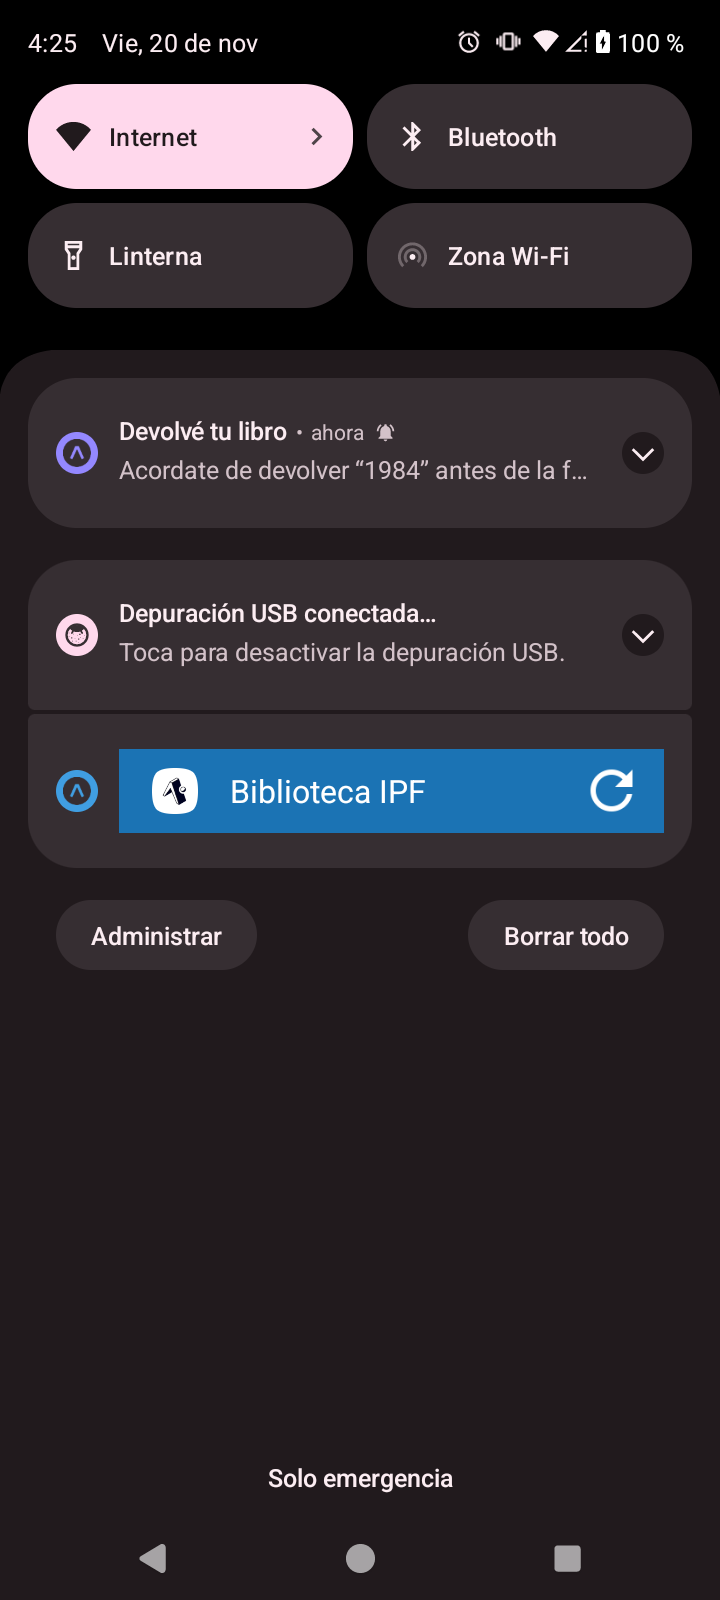 4:25 Vie, 20 de nov 100 %
Internet
Bluetooth
Linterna
Zona Wi-Fi
Devolvé tu libro • ahora
Acordate de devolver “1984” antes de la f…
Depuración USB conectada…
Toca para desactivar la depuración USB.
Biblioteca IPF
Administrar
Borrar todo
Solo emergencia